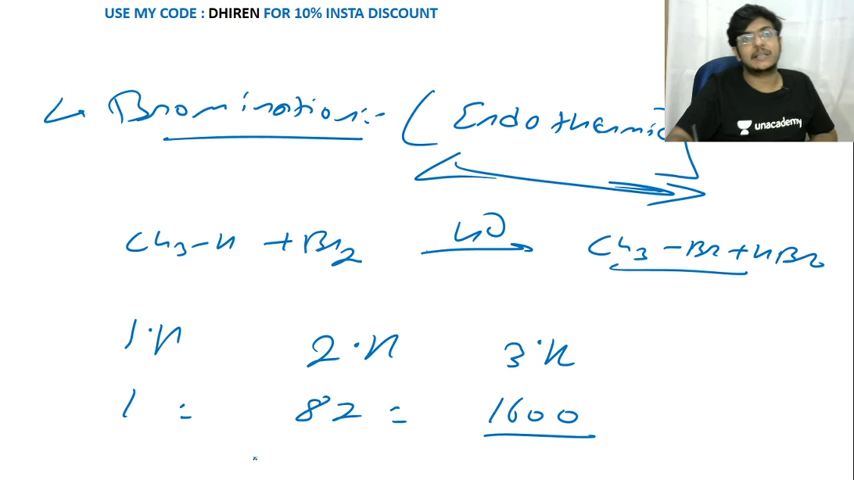 USE MY CODE : DHIREN FOR 10% INSTA DISCOUNT
unacademy
↳ Bromination:- (Endothermic)
CH3-H + Br2 hν→ CH3-Br + HBr
1°H 2°H 3°H
1 : 82 : 1600